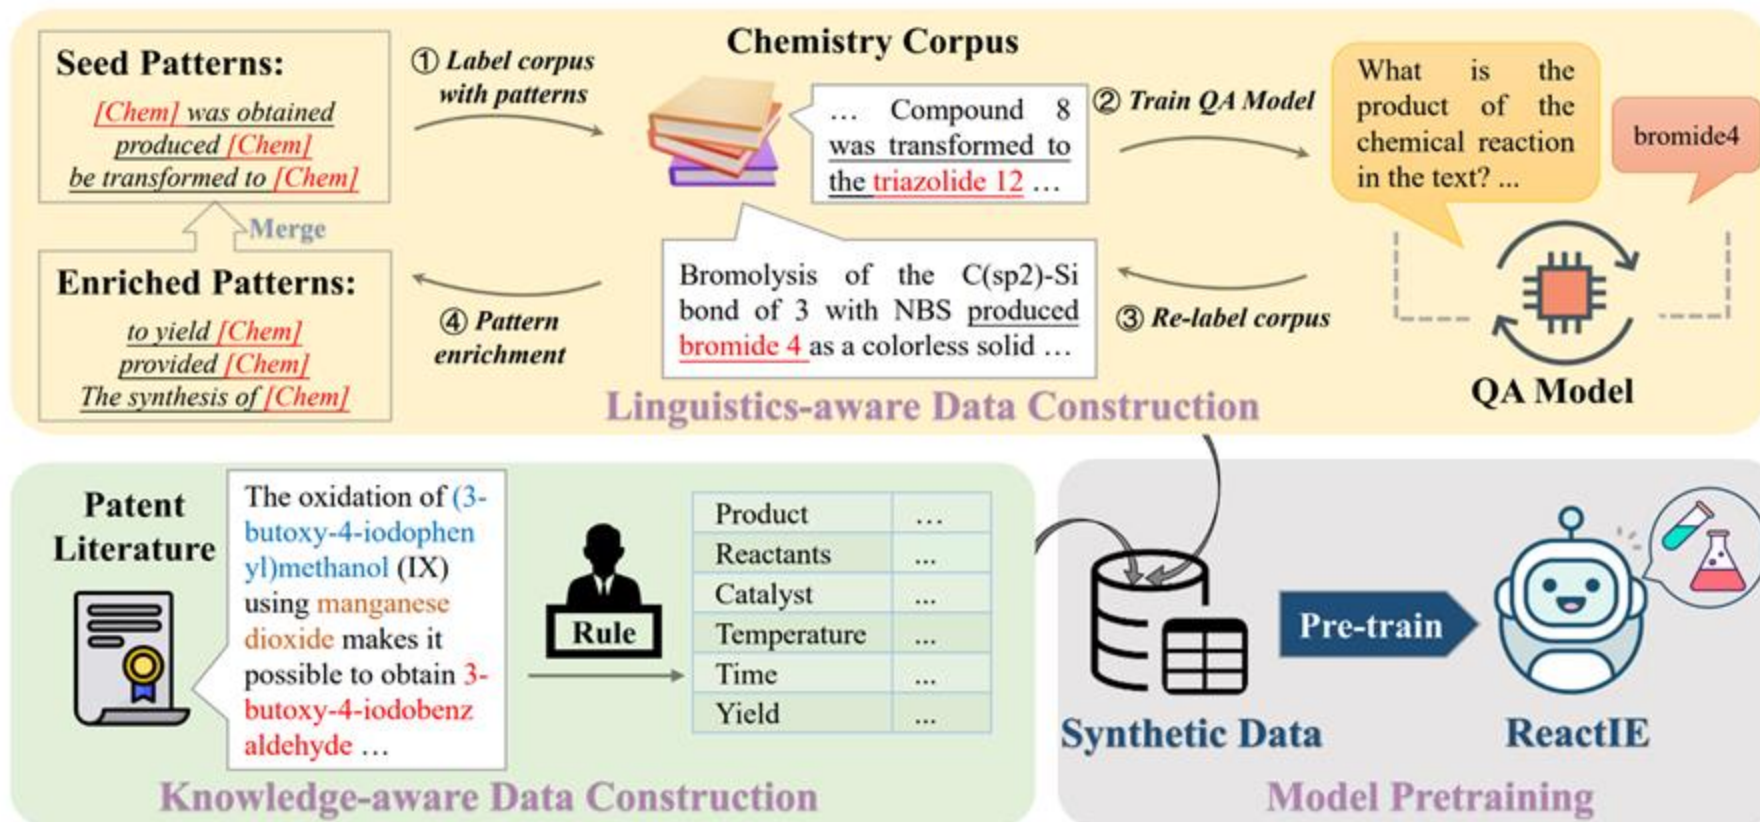 Seed Patterns:
[Chem] was obtained
produced [Chem]
be transformed to [Chem]
Merge
Enriched Patterns:
to yield [Chem]
provided [Chem]
The synthesis of [Chem]
① Label corpus
with patterns
Chemistry Corpus
… Compound 8
was transformed to
the triazolide 12 …
② Train QA Model
What is the
product of the
chemical reaction
in the text? ...
bromide4
QA Model
③ Re-label corpus
Bromolysis of the C(sp2)-Si
bond of 3 with NBS produced
bromide 4 as a colorless solid …
④ Pattern
enrichment
Linguistics-aware Data Construction
Patent
Literature
The oxidation of (3-
butoxy-4-iodophen
yl)methanol (IX)
using manganese
dioxide makes it
possible to obtain 3-
butoxy-4-iodobenz
aldehyde …
Rule
Product …
Reactants ...
Catalyst ...
Temperature ...
Time ...
Yield ...
Knowledge-aware Data Construction
Synthetic Data
Pre-train
ReactIE
Model Pretraining